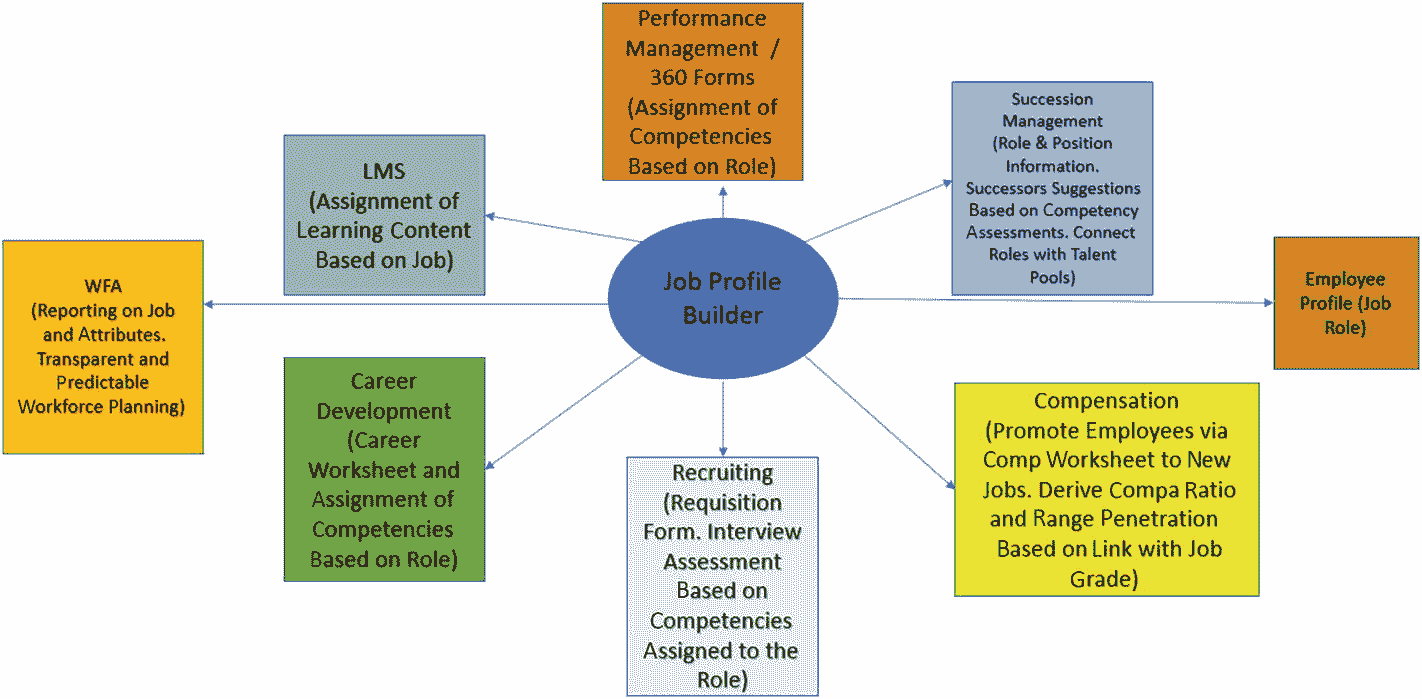 Performance
Management /
360 Forms
(Assignment of
Competencies
Based on Role)
Succession
Management
(Role & Position
Information.
Successors Suggestions
Based on Competency
Assessments. Connect
Roles with Talent
Pools)
LMS
(Assignment of
Learning Content
Based on Job)
WFA
(Reporting on Job
and Attributes.
Transparent and
Predictable
Workforce Planning)
Job Profile
Builder
Employee
Profile (Job
Role)
Career
Development
(Career
Worksheet and
Assignment of
Competencies
Based on Role)
Recruiting
(Requisition
Form. Interview
Assessment
Based on
Competencies
Assigned to the
Role)
Compensation
(Promote Employees via
Comp Worksheet to New
Jobs. Derive Compa Ratio
and Range Penetration
Based on Link with Job
Grade)